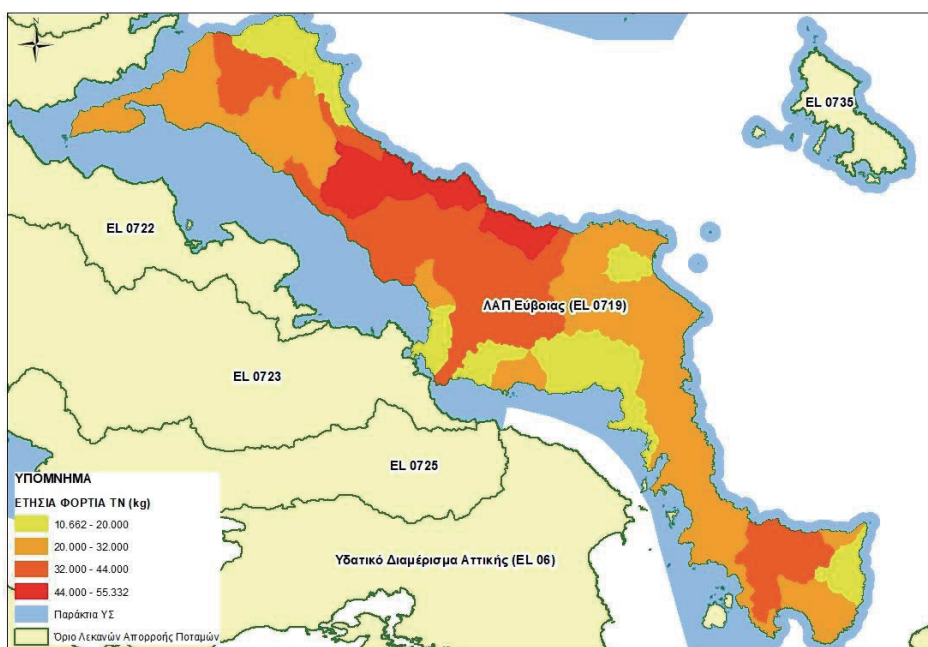 N
EL 0735
EL 0722
ΛΑΠ Εύβοιας (EL 0719)
EL 0723
EL 0725
Υδατικό Διαμέρισμα Αττικής (EL 06)
ΥΠΟΜΝΗΜΑ
ΕΤΗΣΙΑ ΦΟΡΤΙΑ ΤΝ (kg)
10.662 - 20.000
20.000 - 32.000
32.000 - 44.000
44.000 - 55.332
Παράκτια ΥΣ
Όριο Λεκανών Απορροής Ποταμών